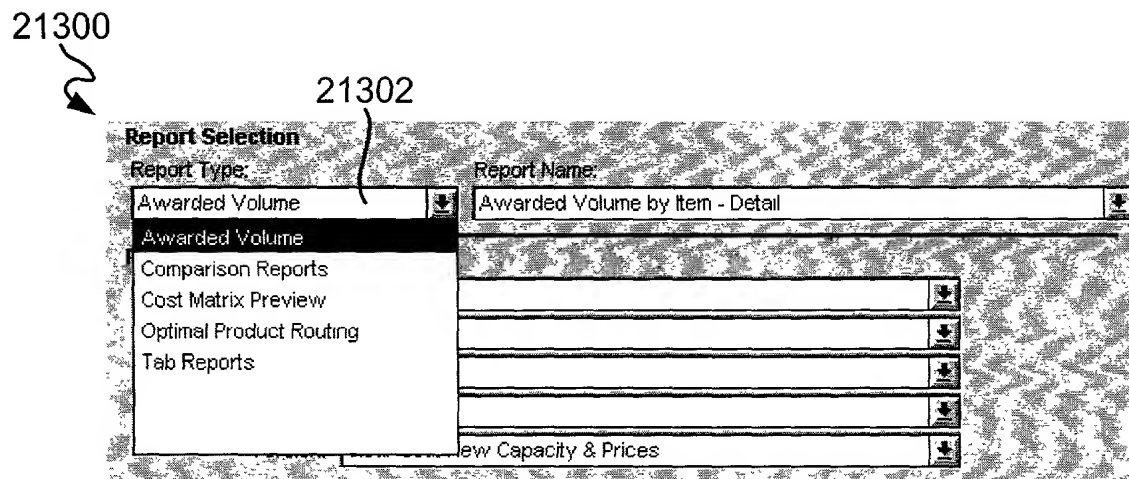 21300
21302
Report Selection
Report Type:
Report Name:
Awarded Volume
Awarded Volume by Item - Detail
Awarded Volume
Comparison Reports
Cost Matrix Preview
Optimal Product Routing
Tab Reports
Capacity & Prices